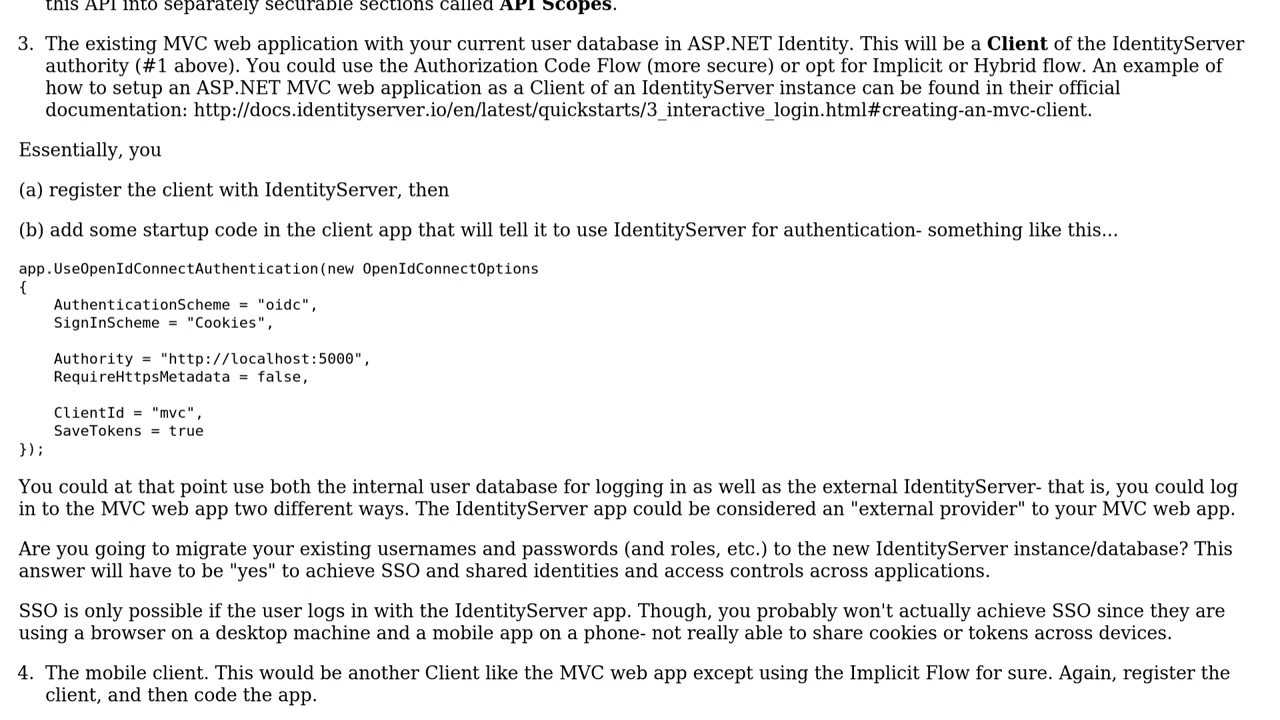 this API into separately securable sections called API Scopes.
3. The existing MVC web application with your current user database in ASP.NET Identity. This will be a Client of the IdentityServer
authority (#1 above). You could use the Authorization Code Flow (more secure) or opt for Implicit or Hybrid flow. An example of
how to setup an ASP.NET MVC web application as a Client of an IdentityServer instance can be found in their official
documentation: http://docs.identityserver.io/en/latest/quickstarts/3_interactive_login.html#creating-an-mvc-client.
Essentially, you
(a) register the client with IdentityServer, then
(b) add some startup code in the client app that will tell it to use IdentityServer for authentication- something like this...
app.UseOpenIdConnectAuthentication(new OpenIdConnectOptions
{
    AuthenticationScheme = "oidc",
    SignInScheme = "Cookies",
    Authority = "http://localhost:5000",
    RequireHttpsMetadata = false,
    ClientId = "mvc",
    SaveTokens = true
});
You could at that point use both the internal user database for logging in as well as the external IdentityServer- that is, you could log
in to the MVC web app two different ways. The IdentityServer app could be considered an "external provider" to your MVC web app.
Are you going to migrate your existing usernames and passwords (and roles, etc.) to the new IdentityServer instance/database? This
answer will have to be "yes" to achieve SSO and shared identities and access controls across applications.
SSO is only possible if the user logs in with the IdentityServer app. Though, you probably won't actually achieve SSO since they are
using a browser on a desktop machine and a mobile app on a phone- not really able to share cookies or tokens across devices.
4. The mobile client. This would be another Client like the MVC web app except using the Implicit Flow for sure. Again, register the
client, and then code the app.